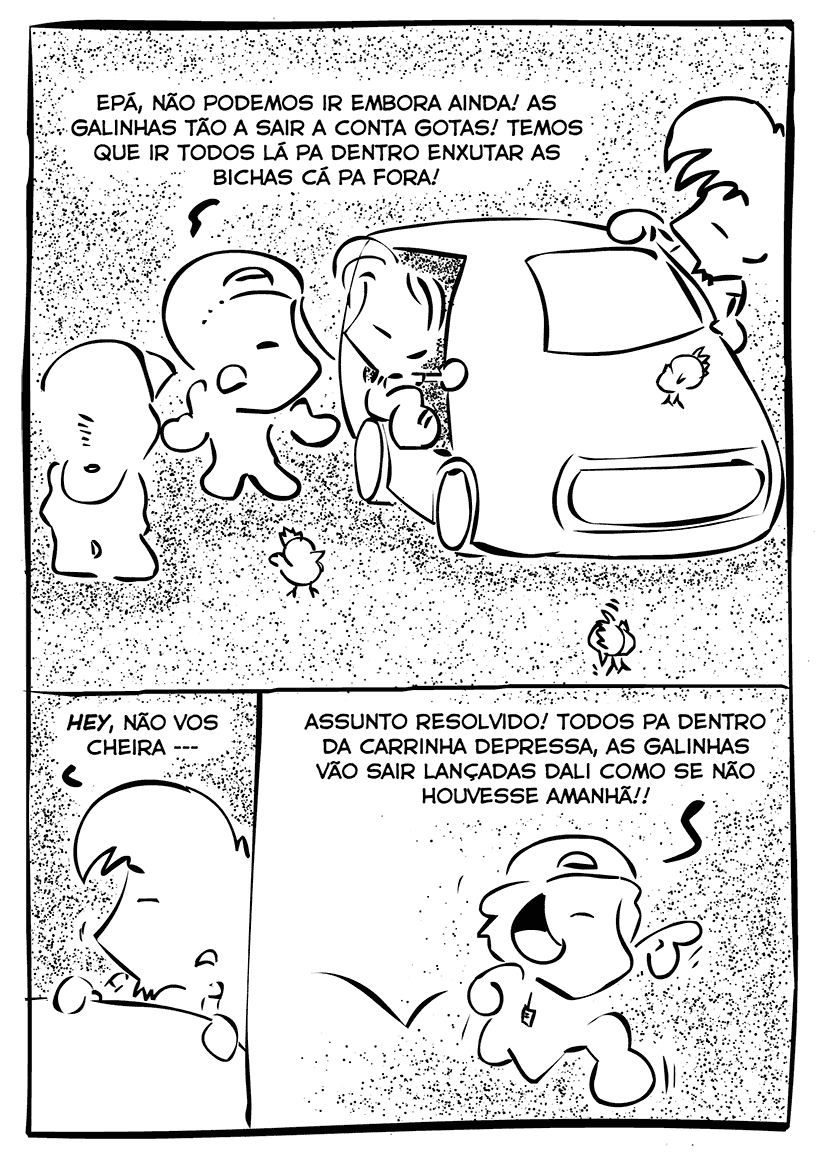 EPÁ, NÃO PODEMOS IR EMBORA AINDA! AS
GALINHAS TÃO A SAIR A CONTA GOTAS! TEMOS
QUE IR TODOS LÁ PA DENTRO ENXUTAR AS
BICHAS CÁ PA FORA!
HEY, NÃO VOS
CHEIRA ---
ASSUNTO RESOLVIDO! TODOS PA DENTRO
DA CARRINHA DEPRESSA, AS GALINHAS
VÃO SAIR LANÇADAS DALI COMO SE NÃO
HOUVESSE AMANHÃ!!